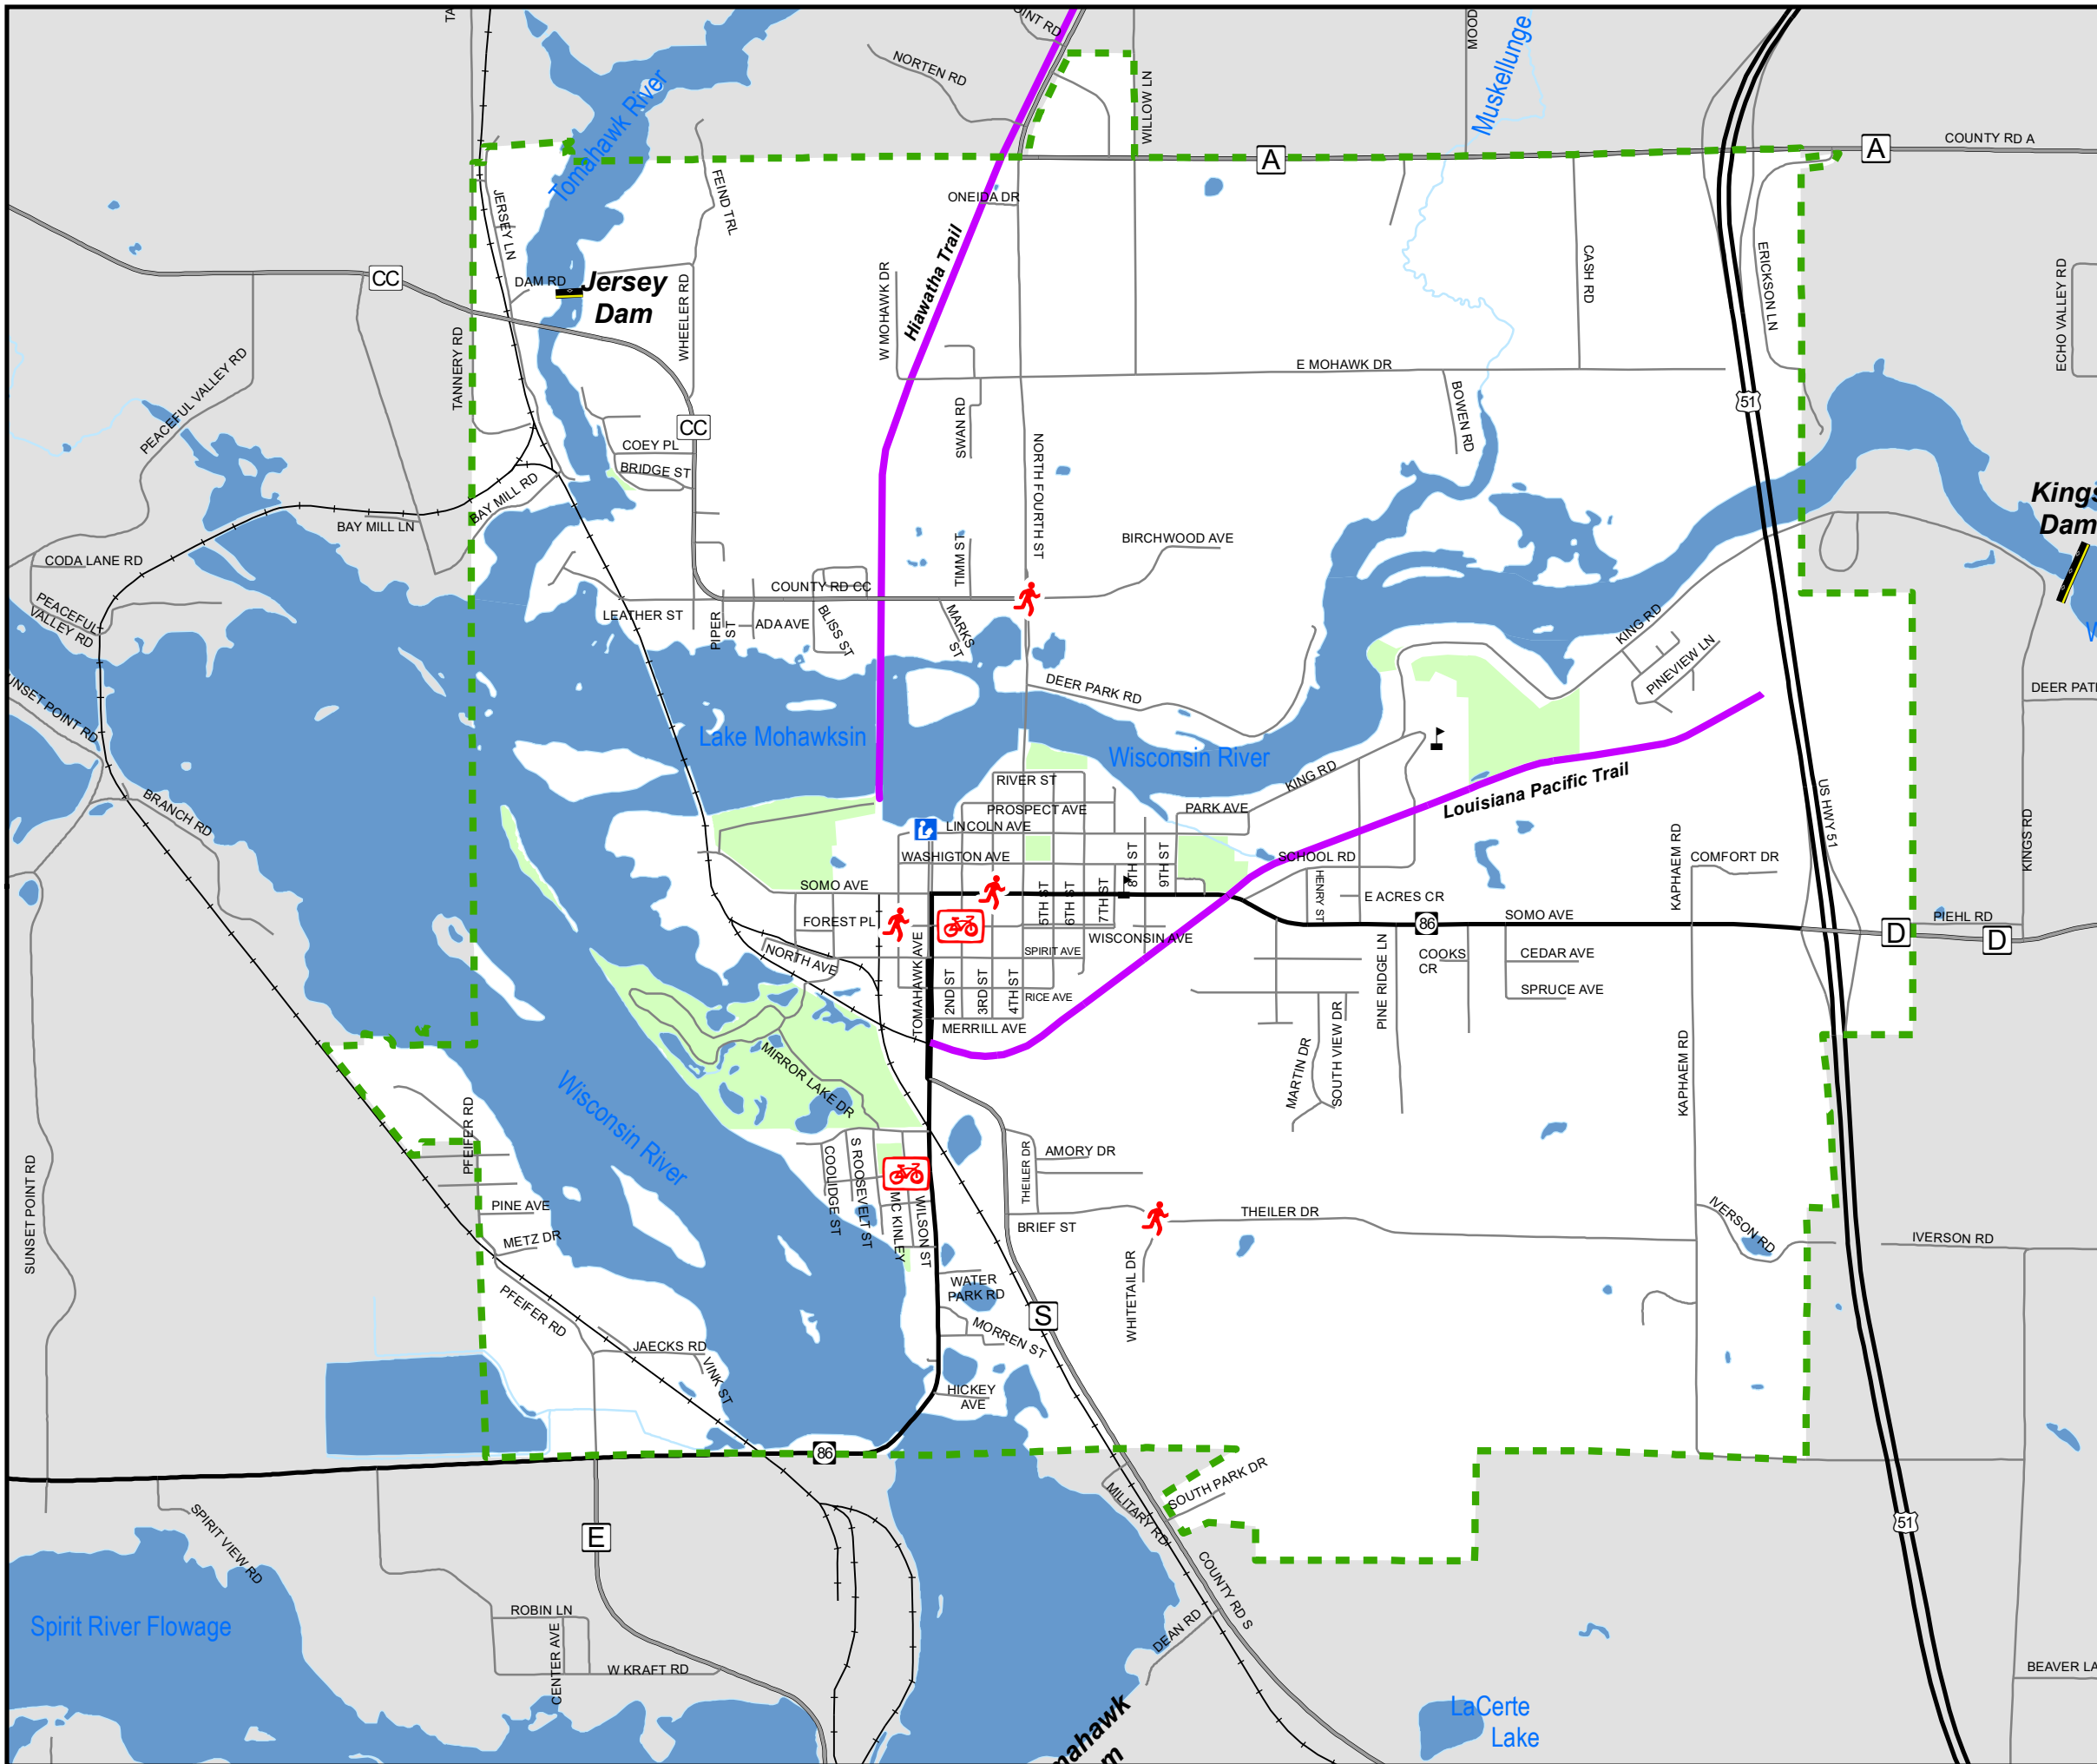 TA
OINT RD
MOOD
NORTEN RD
WILLOW LN
Muskellunge
Tomahawk River
COUNTY RD A
A
A
JERSEY LN
FEIND TRL
ONEIDA DR
Hiawatha Trail
CASH RD
ERICKSON LN
ECHO VALLEY RD
CC
DAM RD
Jersey
Dam
WHEELER RD
W MOHAWK DR
TANNERY RD
PEACEFUL VALLEY RD
E MOHAWK DR
51
BOWEN RD
SWAN RD
CC
COEY PL
BRIDGE ST
NORTH FOURTH ST
BAY MILL RD
BAY MILL LN
Kings
Dam
TIMM ST
BIRCHWOOD AVE
CODA LANE RD
COUNTY RD CC
PEACEFUL
VALLEY RD
LEATHER ST
PIPER
ST
ADA AVE
BLISS ST
MARKS
ST
KING RD
PINEVIEW LN
W
DEER PARK RD
DEER PATH
UNSET POINT RD
Lake Mohawksin
Wisconsin River
KING RD
RIVER ST
PROSPECT AVE
PARK AVE
Louisiana Pacific Trail
US HWY 51
BRANCH RD
LINCOLN AVE
WASHIGTON AVE
8TH ST
9TH ST
SCHOOL RD
KAPHAEM RD
COMFORT DR
KINGS RD
SOMO AVE
5TH ST
6TH ST
7TH ST
HENRY ST
E ACRES CR
FOREST PL
86
SOMO AVE
PIEHL RD
D
D
WISCONSIN AVE
TOMAHAWK AVE
NORTH AVE
SPIRIT AVE
PINE RIDGE LN
COOKS
CR
CEDAR AVE
2ND ST
3RD ST
4TH ST
RICE AVE
SPRUCE AVE
MERRILL AVE
SOUTH VIEW DR
MARTIN DR
KAPHAEM RD
MIRROR LAKE DR
Wisconsin River
PFEIFER RD
SUNSET POINT RD
COOLIDGE ST
S ROOSEVELT ST
MC KINLEY
WILSON ST
THEILER DR
AMORY DR
PINE AVE
METZ DR
BRIEF ST
THEILER DR
IVERSON RD
IVERSON RD
WHITETAIL DR
WATER
PARK RD
PFEIFER RD
S
MORREN ST
JAECKS RD
VINK ST
HICKEY
AVE
86
SOUTH PARK DR
MILITARY RD
SPIRIT VIEW RD
E
51
COUNTY RD S
Spirit River Flowage
ROBIN LN
CENTER AVE
DEAN RD
W KRAFT RD
BEAVER LA
mahawk
m
LaCerte
Lake